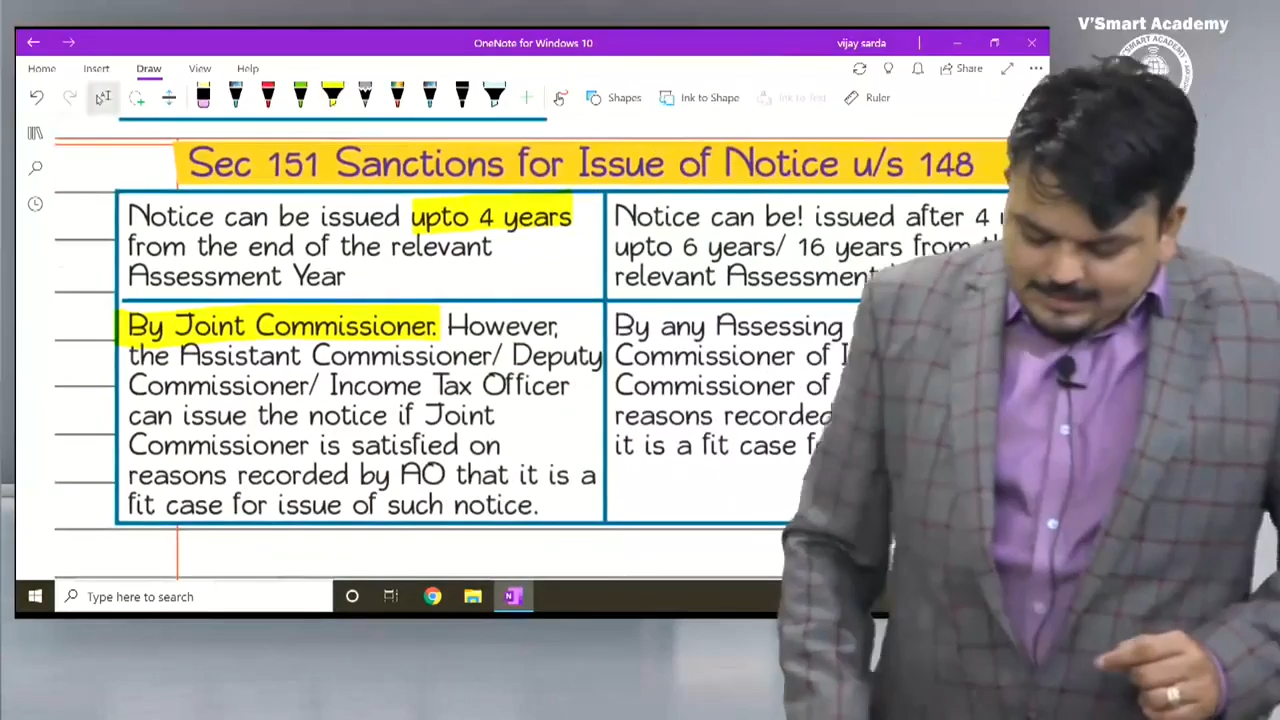 V'Smart Academy
OneNote for Windows 10
vijay sarda
Home Insert Draw View Help
Share
Shapes Ink to Shape Ink to Text Ruler
Sec 151 Sanctions for Issue of Notice u/s 148
Notice can be issued upto 4 years
from the end of the relevant
Assessment Year
Notice can be! issued after 4
upto 6 years/ 16 years from
relevant Assessment
By Joint Commissioner. However,
the Assistant Commissioner/ Deputy
Commissioner/ Income Tax Officer
can issue the notice if Joint
Commissioner is satisfied on
reasons recorded by AO that it is a
fit case for issue of such notice.
By any Assessing
Commissioner of
Commissioner of
reasons recorded
it is a fit case
Type here to search